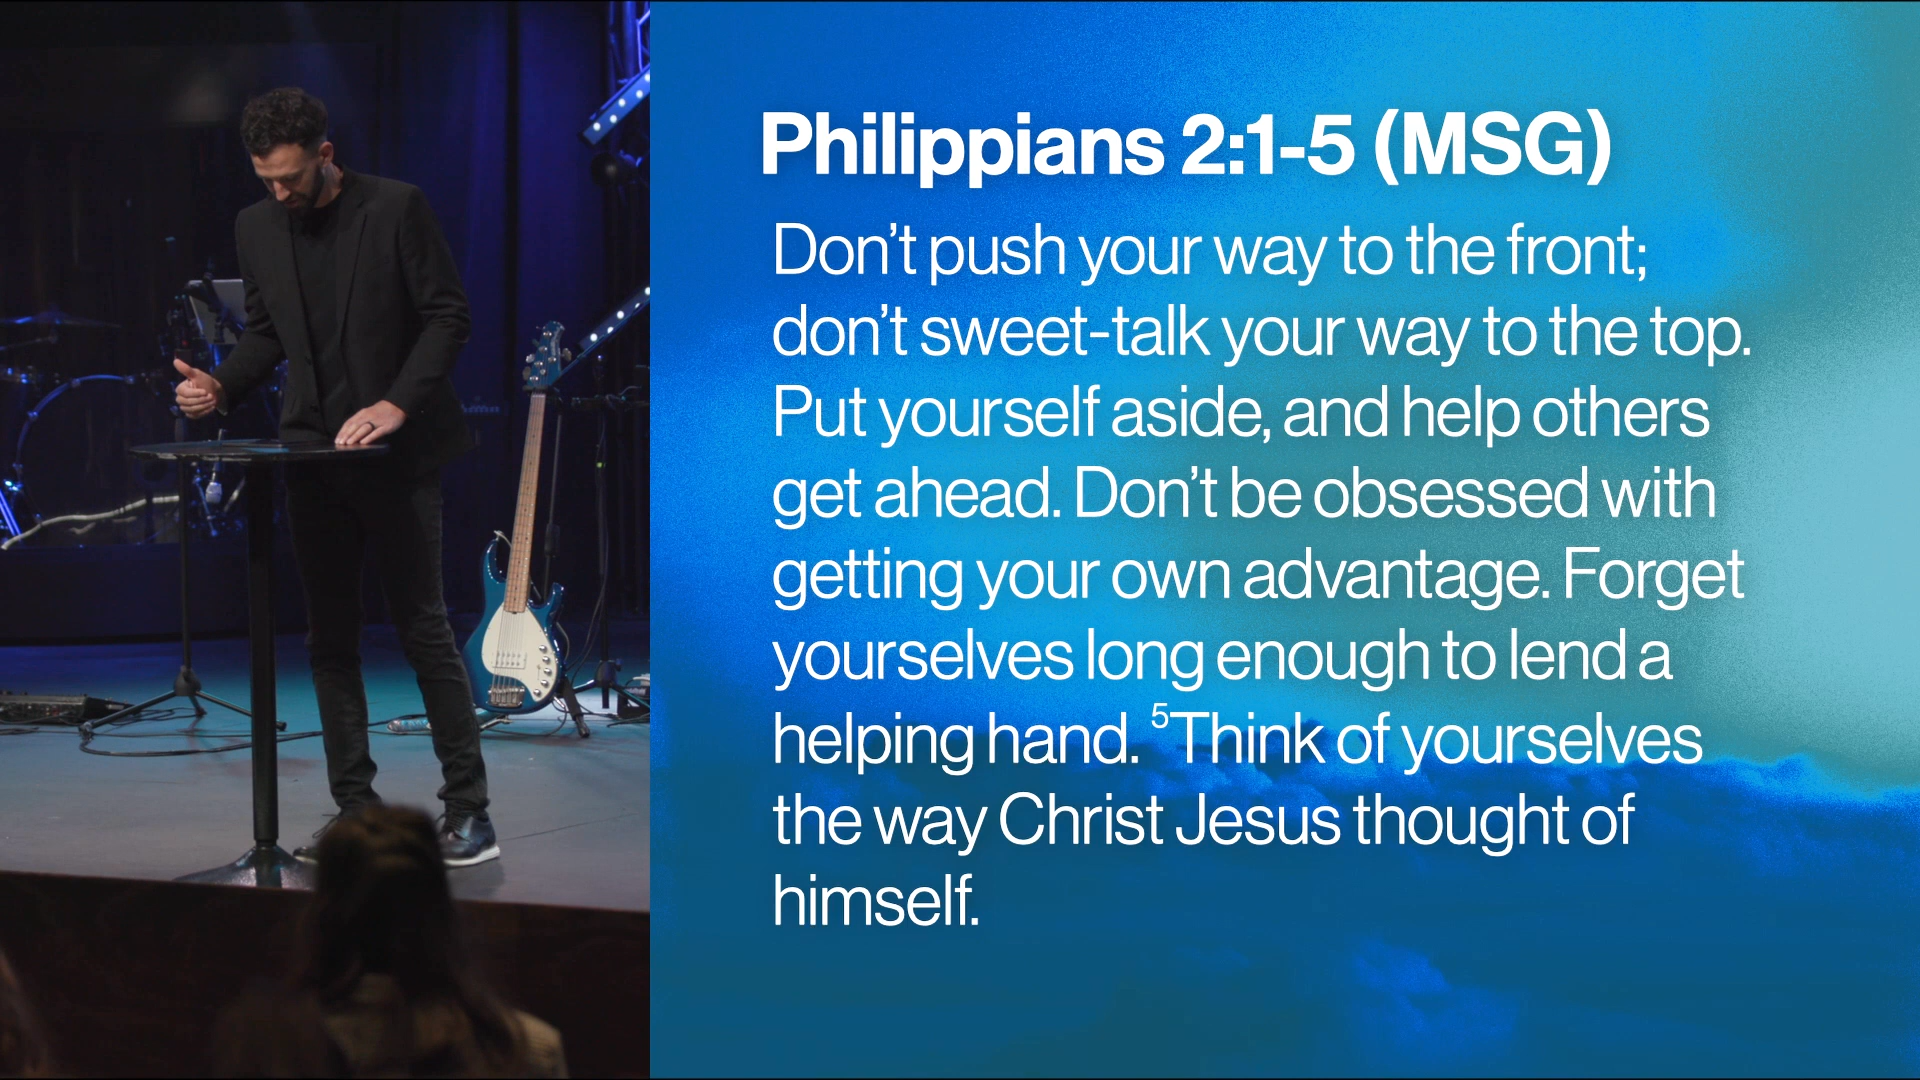 Philippians 2:1-5 (MSG)
Don’t push your way to the front;
don’t sweet-talk your way to the top.
Put yourself aside, and help others
get ahead. Don’t be obsessed with
getting your own advantage. Forget
yourselves long enough to lend a
helping hand. ⁵Think of yourselves
the way Christ Jesus thought of
himself.